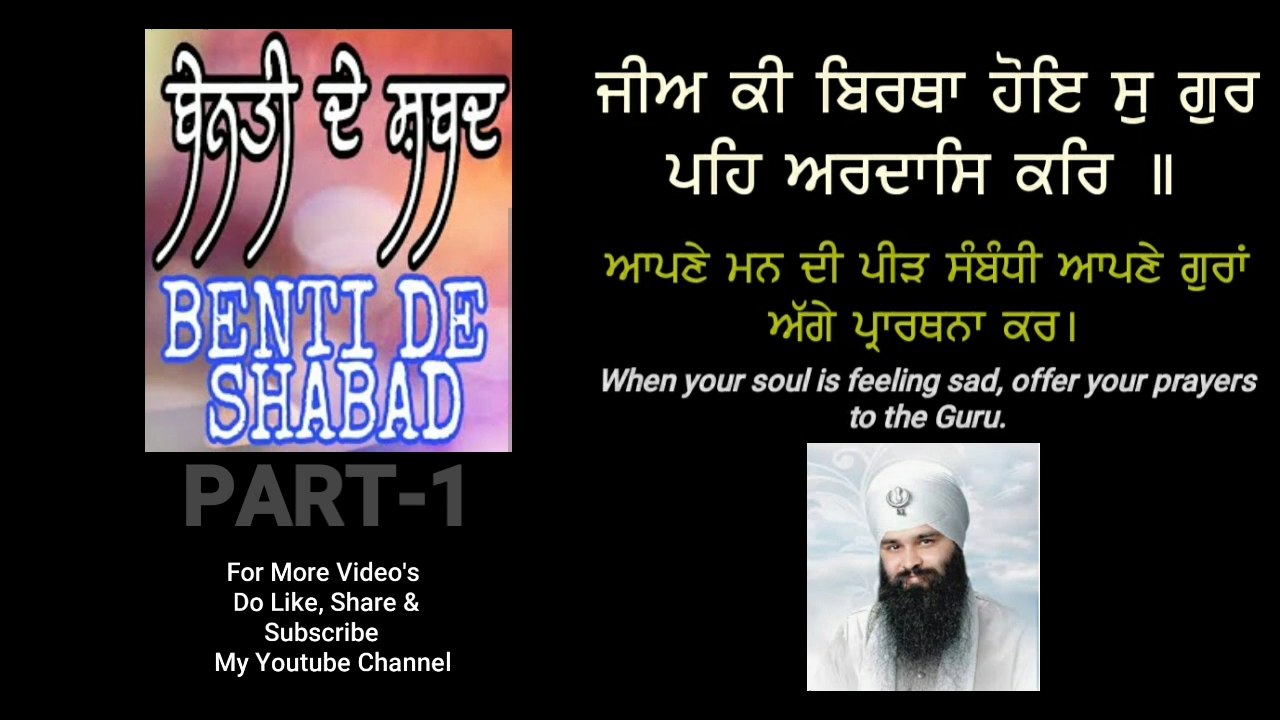 ਬੇਨਤੀ ਦੇ ਸ਼ਬਦ
BENTI DE
SHABAD
PART-1
For More Video's
Do Like, Share &
Subscribe
My Youtube Channel
ਜੀਅ ਕੀ ਬਿਰਥਾ ਹੋਇ ਸੁ ਗੁਰ
ਪਹਿ ਅਰਦਾਸਿ ਕਰਿ ॥
ਆਪਣੇ ਮਨ ਦੀ ਪੀੜ ਸੰਬੰਧੀ ਆਪਣੇ ਗੁਰਾਂ
ਅੱਗੇ ਪ੍ਰਾਰਥਨਾ ਕਰ।
When your soul is feeling sad, offer your prayers
to the Guru.